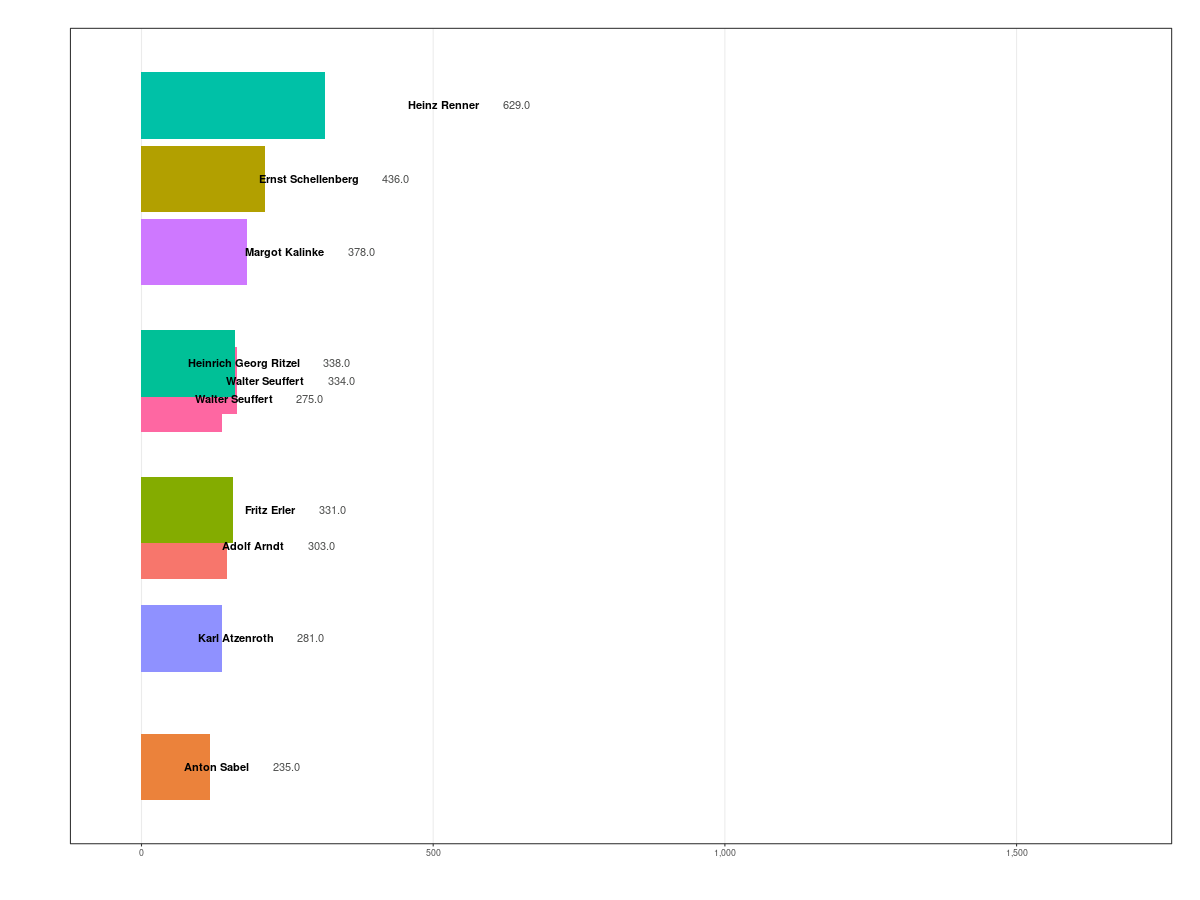 Heinz Renner 629.0
Ernst Schellenberg 436.0
Margot Kalinke 378.0
Heinrich Georg Ritzel 338.0
Walter Seuffert 334.0
Walter Seuffert 275.0
Fritz Erler 331.0
Adolf Arndt 303.0
Karl Atzenroth 281.0
Anton Sabel 235.0
0 500 1,000 1,500